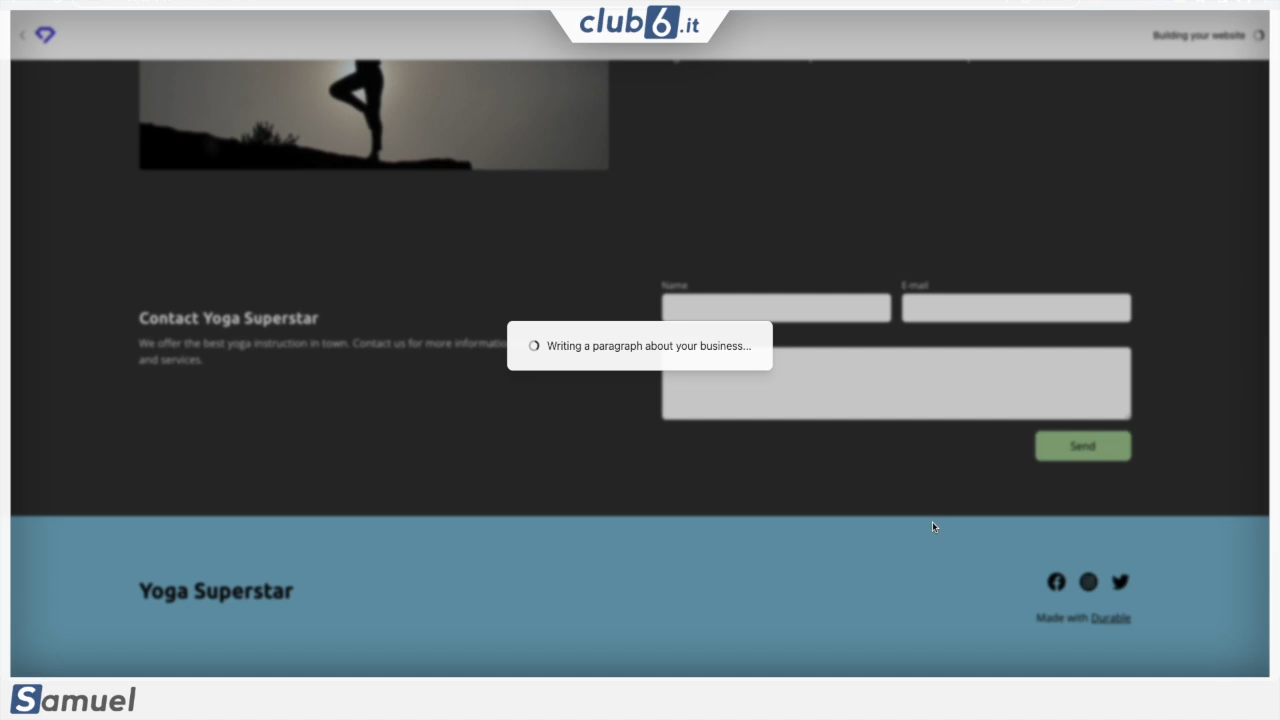 club6.it
Building your website
Name
E-mail
Contact Yoga Superstar
We offer the best yoga instruction in town. Contact us for more
and services.
Writing a paragraph about your business...
Send
Yoga Superstar
Made with Durable
Samuel